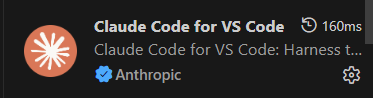 Claude Code for VS Code 160ms
Claude Code for VS Code: Harness t...
Anthropic